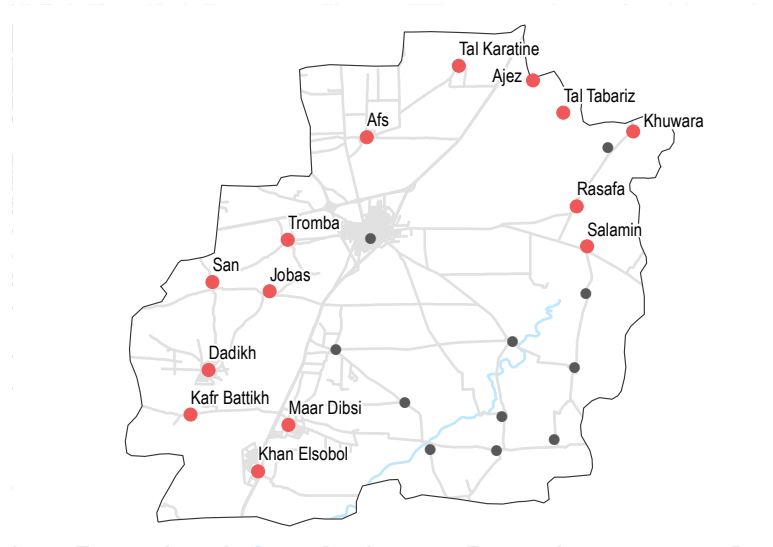 Tal Karatine
Ajez
Tal Tabariz
Afs
Khuwara
Rasafa
Tromba
Salamin
San
Jobas
Dadikh
Kafr Battikh
Maar Dibsi
Khan Elsobol